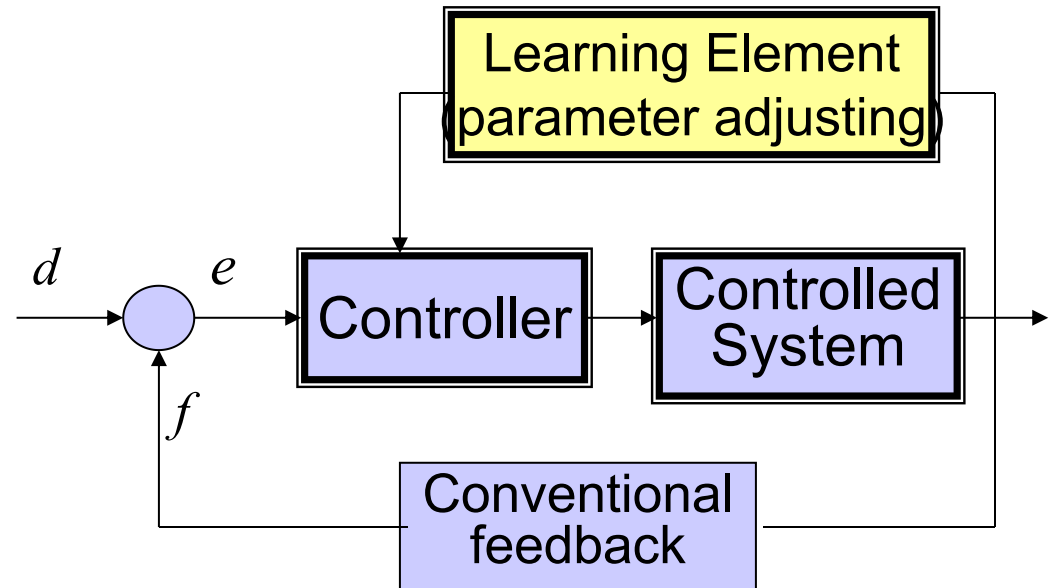 Learning Element
(parameter adjusting)
d
e
Controller
Controlled
System
f
Conventional
feedback